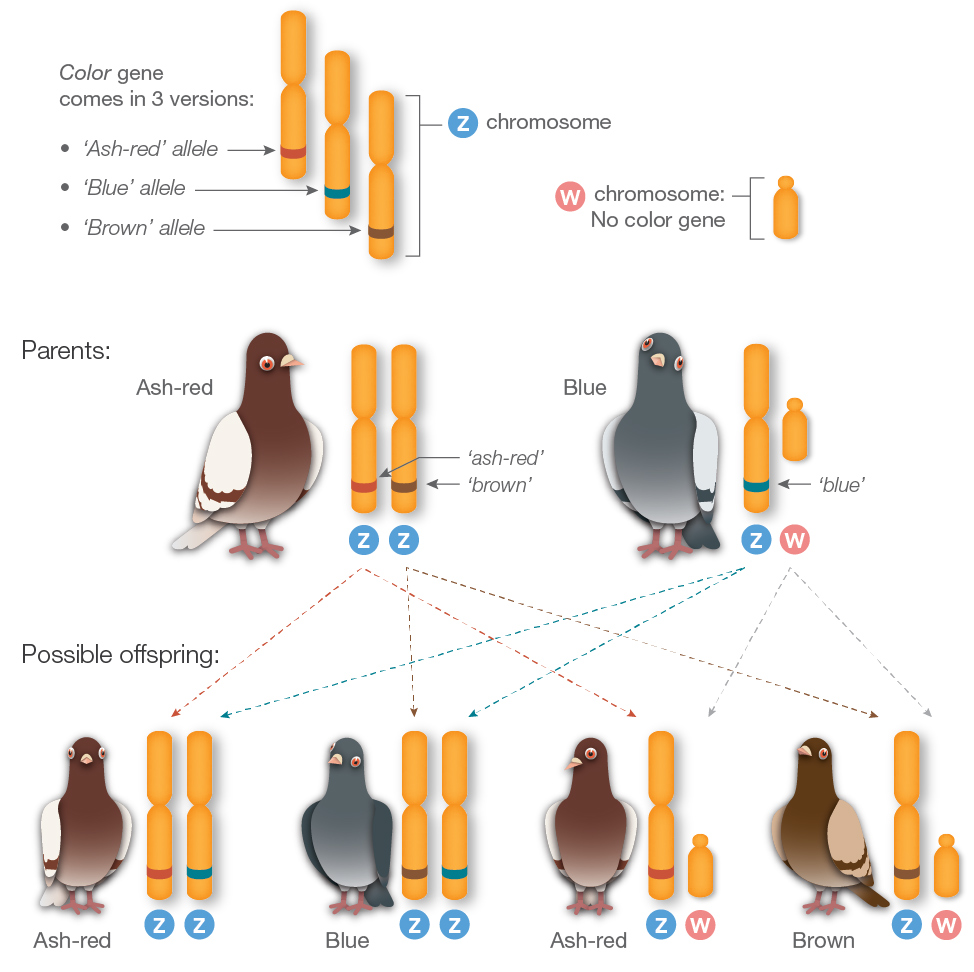 Color gene
comes in 3 versions:
• ‘Ash-red’ allele
• ‘Blue’ allele
• ‘Brown’ allele
Z chromosome
W chromosome:
No color gene
Parents:
Ash-red
‘ash-red’
‘brown’
Z Z
Blue
‘blue’
Z W
Possible offspring:
Ash-red
Z Z
Blue
Z Z
Ash-red
Z W
Brown
Z W